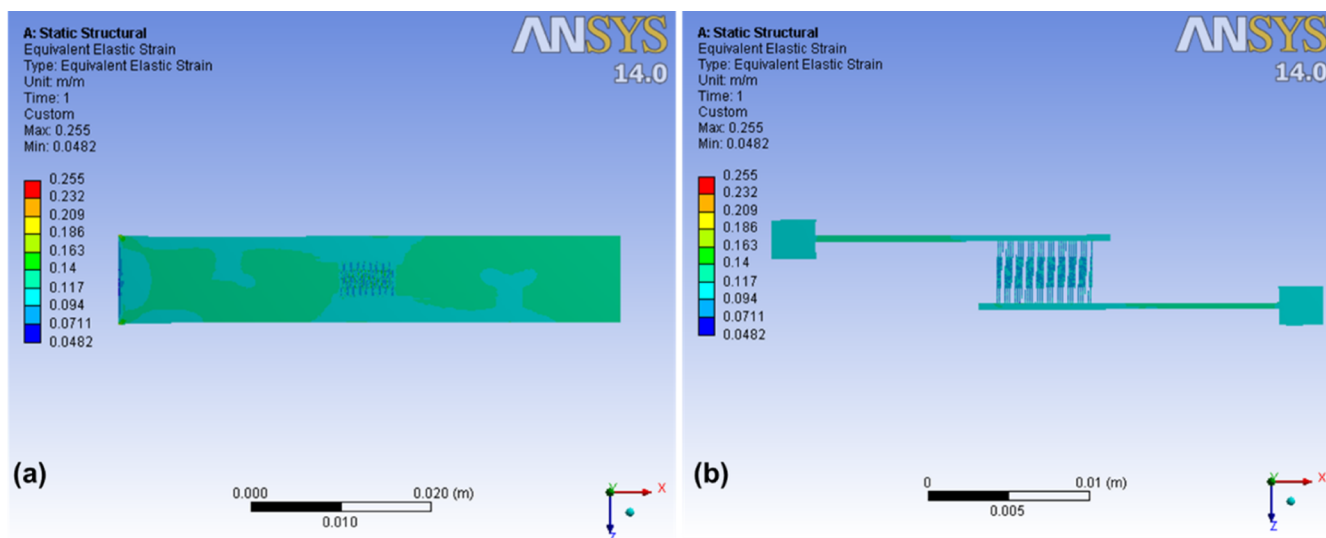 A: Static Structural
Equivalent Elastic Strain
Type: Equivalent Elastic Strain
Unit: m/m
Time: 1
Custom
Max: 0.255
Min: 0.0482
ANSYS
14.0
0.255
0.232
0.209
0.186
0.163
0.14
0.117
0.094
0.0711
0.0482
(a)
0.000
0.020 (m)
0.010
Y
X
Z
A: Static Structural
Equivalent Elastic Strain
Type: Equivalent Elastic Strain
Unit: m/m
Time: 1
Custom
Max: 0.255
Min: 0.0482
ANSYS
14.0
0.255
0.232
0.209
0.186
0.163
0.14
0.117
0.094
0.0711
0.0482
(b)
0
0.01 (m)
0.005
Y
X
Z